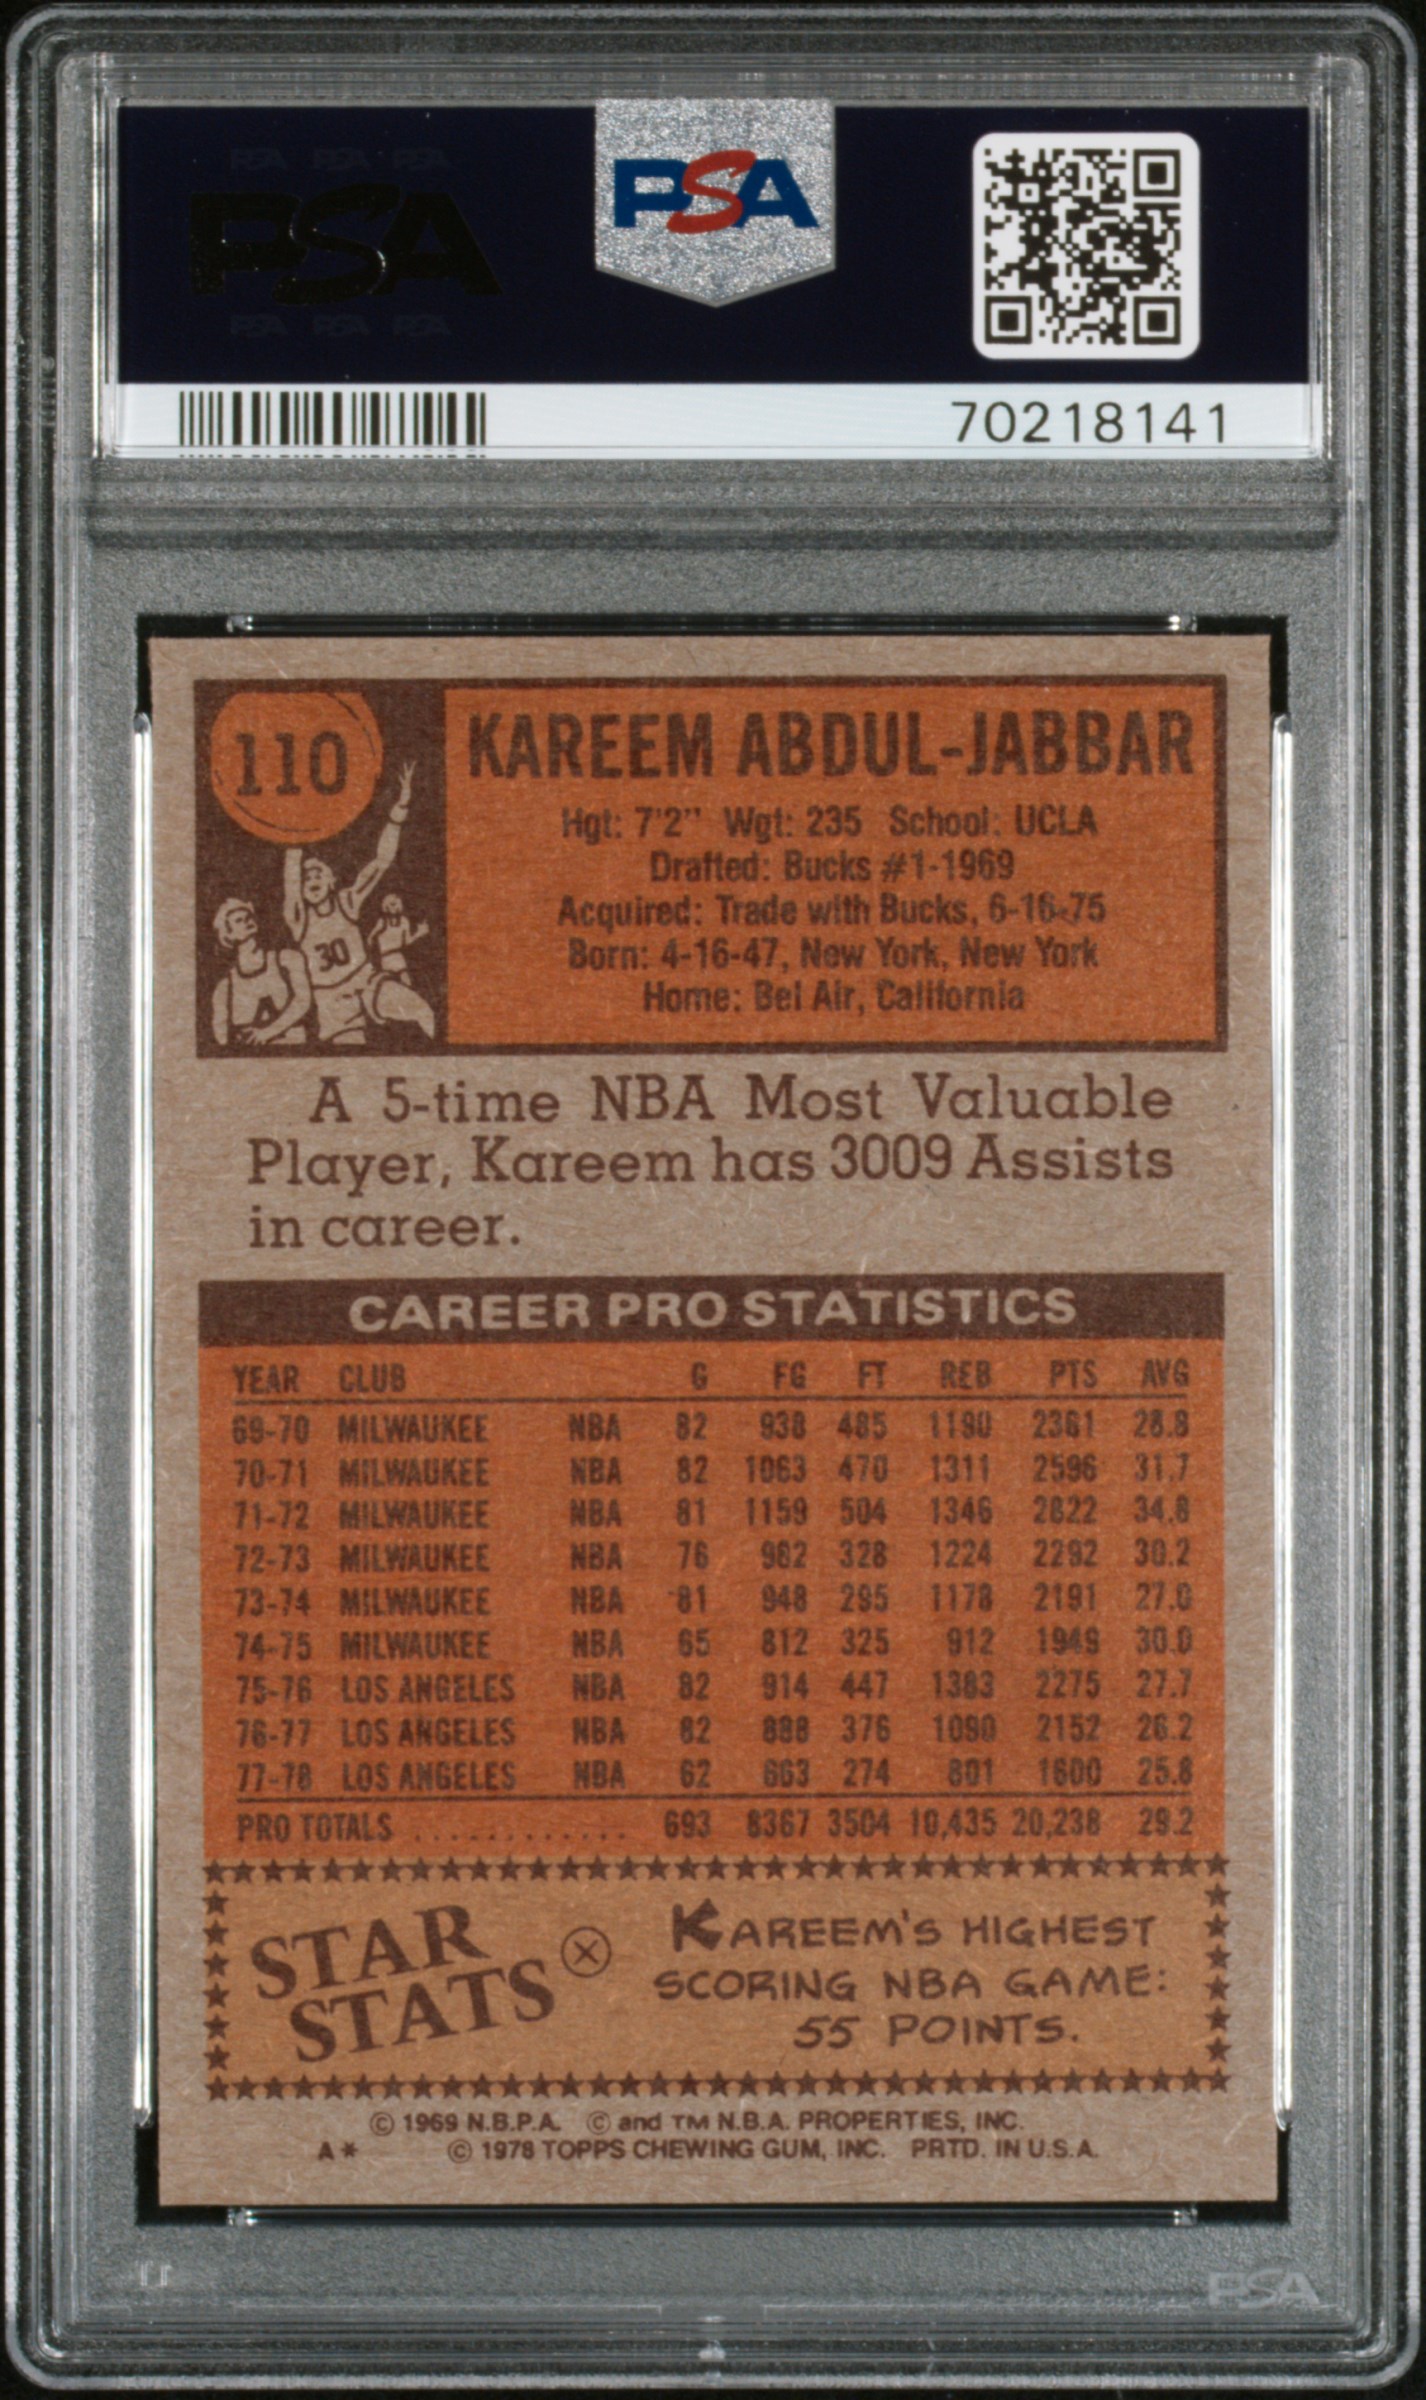 PSA PSA PSA
PSA
PSA PSA PSA
PSA
70218141
110
30
KAREEM ABDUL-JABBAR
Hgt: 7'2" Wgt: 235 School: UCLA
Drafted: Bucks #1-1969
Acquired: Trade with Bucks, 6-16-75
Born: 4-16-47, New York, New York
Home: Bel Air, California
A 5-time NBA Most Valuable
Player, Kareem has 3009 Assists
in career.
CAREER PRO STATISTICS
YEAR CLUB G FG FT REB PTS AVG
69-70 MILWAUKEE NBA 82 938 485 1190 2361 28.8
70-71 MILWAUKEE NBA 82 1063 470 1311 2596 31.7
71-72 MILWAUKEE NBA 81 1159 504 1346 2822 34.8
72-73 MILWAUKEE NBA 76 982 328 1224 2292 30.2
73-74 MILWAUKEE NBA 81 948 295 1178 2191 27.0
74-75 MILWAUKEE NBA 65 812 325 912 1949 30.0
75-76 LOS ANGELES NBA 82 914 447 1383 2275 27.7
76-77 LOS ANGELES NBA 82 888 376 1090 2152 26.2
77-78 LOS ANGELES NBA 62 663 274 801 1600 25.8
PRO TOTALS ............ 693 8367 3504 10,435 20,238 29.2
STAR
STATS
KAREEM'S HIGHEST
SCORING NBA GAME:
55 POINTS.
© 1969 N.B.P.A. © and TM N.B.A. PROPERTIES, INC.
A* © 1978 TOPPS CHEWING GUM, INC. PRTD. IN U.S.A.
PSA